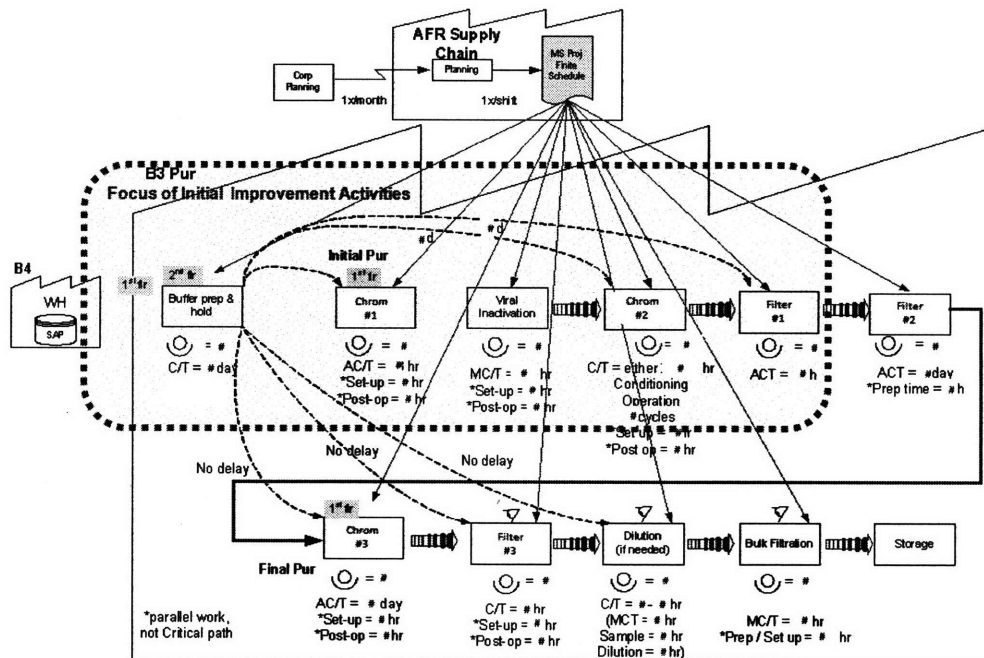 AFR Supply
Chain
MS Proj
Finite
Schedule
Corp
Planning
Planning
1x/month
1x/shift
B3 Pur
Focus of Initial Improvement Activities
# d
# d
B4
WH
SAP
1st flr
2nd flr
Buffer prep &
hold
= #
C/T = # day
Initial Pur
1st flr
Chrom
#1
= #
AC/T = # hr
*Set-up = # hr
*Post-op = # hr
Viral
Inactivation
= #
MC/T = # hr
*Set-up = # hr
*Post-op = # hr
Chrom
#2
= #
C/T = either: # hr
Conditioning
Operation
# cycles
*Set up = # hr
*Post op = # hr
Filter
#1
= #
ACT = # h
Filter
#2
= #
ACT = #day
*Prep time = # h
No delay
No delay
No delay
1st flr
Chrom
#3
Final Pur
= #
AC/T = # day
*Set-up = # hr
*Post-op = # hr
Filter
#3
= #
C/T = # hr
*Set-up = # hr
*Post-op = # hr
Dilution
(if needed)
= #
C/T = #- # hr
(MCT = # hr
Sample = # hr
Dilution = # hr)
Bulk Filtration
= #
MC/T = # hr
*Prep / Set up = # hr
Storage
*parallel work,
not Critical path